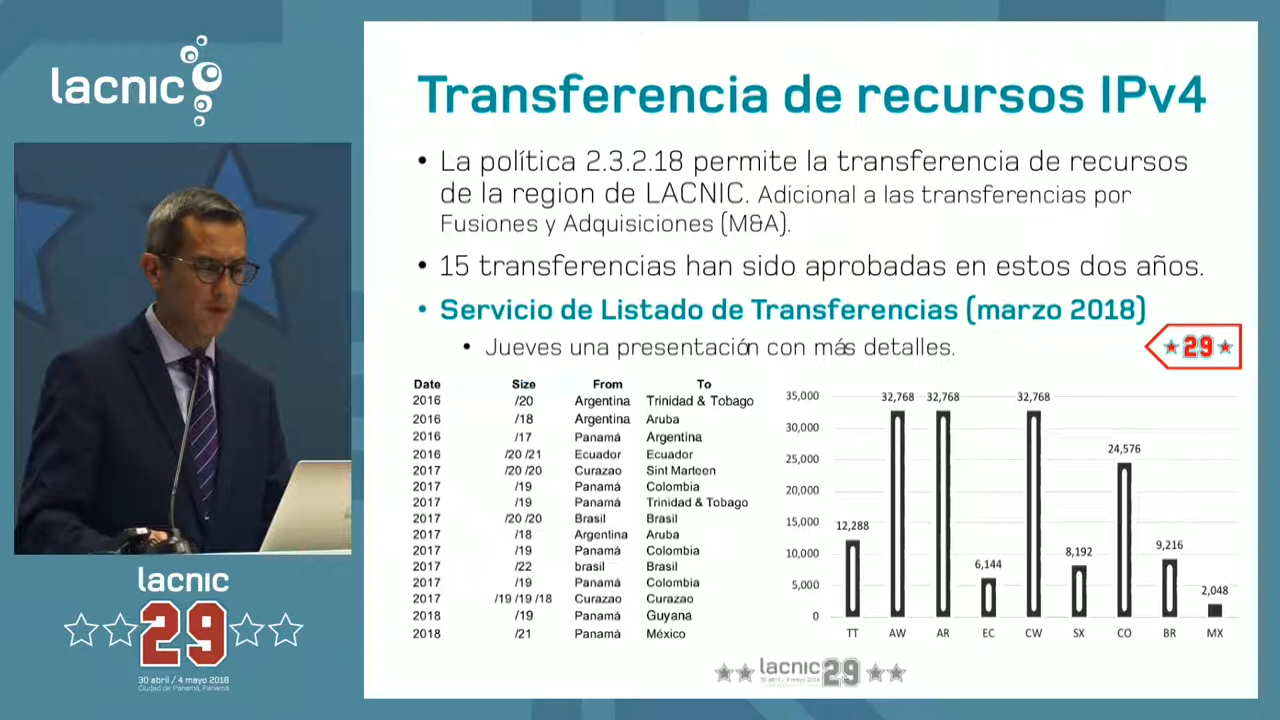 lacnic
Transferencia de recursos IPv4
• La política 2.3.2.18 permite la transferencia de recursos
de la region de LACNIC. Adicional a las transferencias por
Fusiones y Adquisiciones (M&A).
• 15 transferencias han sido aprobadas en estos dos años.
• Servicio de Listado de Transferencias (marzo 2018)
• Jueves una presentación con más detalles.
29
Date Size From To
2016 /20 Argentina Trinidad & Tobago
2016 /18 Argentina Aruba
2016 /17 Panamá Argentina
2016 /20 /21 Ecuador Ecuador
2017 /20 /20 Curazao Sint Marteen
2017 /19 Panamá Colombia
2017 /19 Panamá Trinidad & Tobago
2017 /20 /20 Brasil Brasil
2017 /18 Argentina Aruba
2017 /19 Panamá Colombia
2017 /22 brasil Brasil
2017 /19 Panamá Colombia
2017 /19 /19 /18 Curazao Curazao
2018 /19 Panamá Guyana
2018 /21 Panamá México
35,000
30,000
25,000
20,000
15,000
10,000
5,000
0
12,288 32,768 32,768 6,144 32,768 8,192 24,576 9,216 2,048
TT AW AR EC CW SX CO BR MX
lacnic 29
30 abril / 4 mayo 2018
lacnic
29
30 abril / 4 mayo 2018
Ciudad de Panamá, Panamá